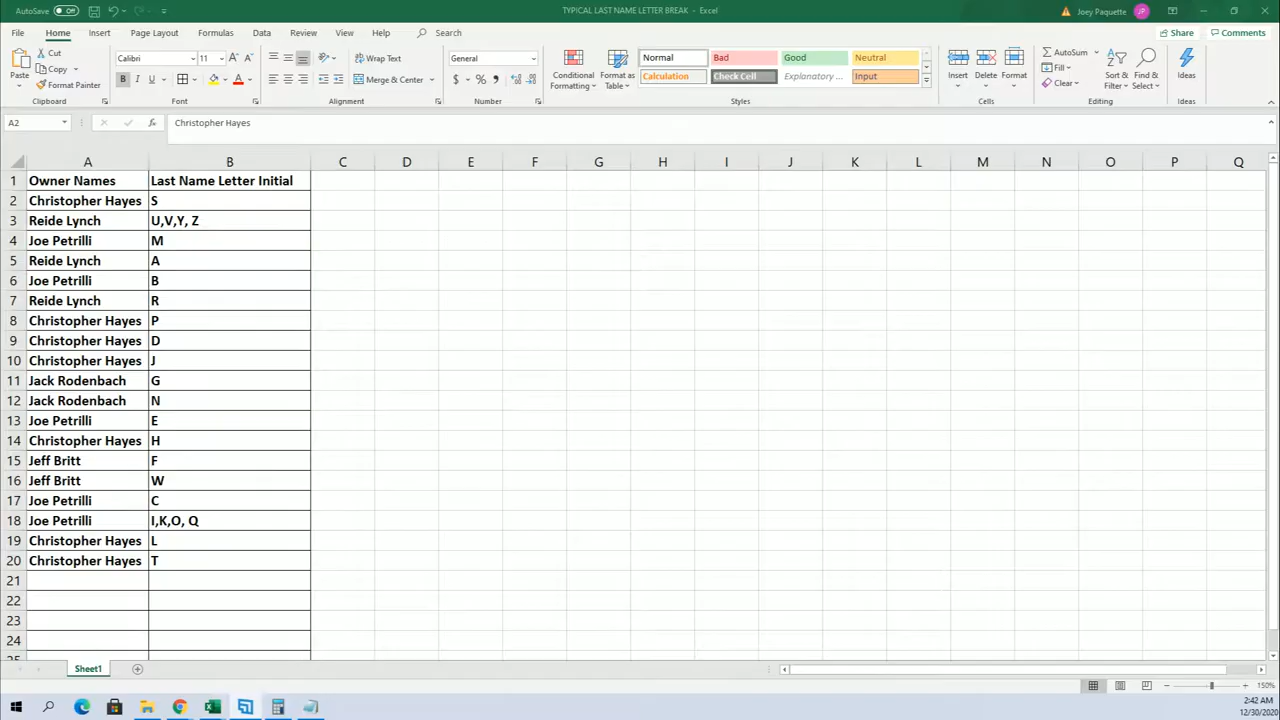 AutoSave Off TYPICAL LAST NAME LETTER BREAK - Excel Joey Paquette JP
File Home Insert Page Layout Formulas Data Review View Help Search Share Comments
Paste Cut Copy Format Painter Clipboard
Calibri 11 B I U A Font
Wrap Text Merge & Center Alignment
General $ % , Number
Conditional Formatting Format as Table
Normal Bad Good Neutral
Calculation Check Cell Explanatory ... Input
Styles
Insert Delete Format Cells
AutoSum Fill Clear Sort & Filter Find & Select Editing
Ideas Ideas
A2 fx Christopher Hayes
A B C D E F G H I J K L M N O P Q
1 Owner Names Last Name Letter Initial
2 Christopher Hayes S
3 Reide Lynch U,V,Y, Z
4 Joe Petrilli M
5 Reide Lynch A
6 Joe Petrilli B
7 Reide Lynch R
8 Christopher Hayes P
9 Christopher Hayes D
10 Christopher Hayes J
11 Jack Rodenbach G
12 Jack Rodenbach N
13 Joe Petrilli E
14 Christopher Hayes H
15 Jeff Britt F
16 Jeff Britt W
17 Joe Petrilli C
18 Joe Petrilli I,K,O, Q
19 Christopher Hayes L
20 Christopher Hayes T
21
22
23
24
25
Sheet1
150%
2:42 AM
12/30/2020